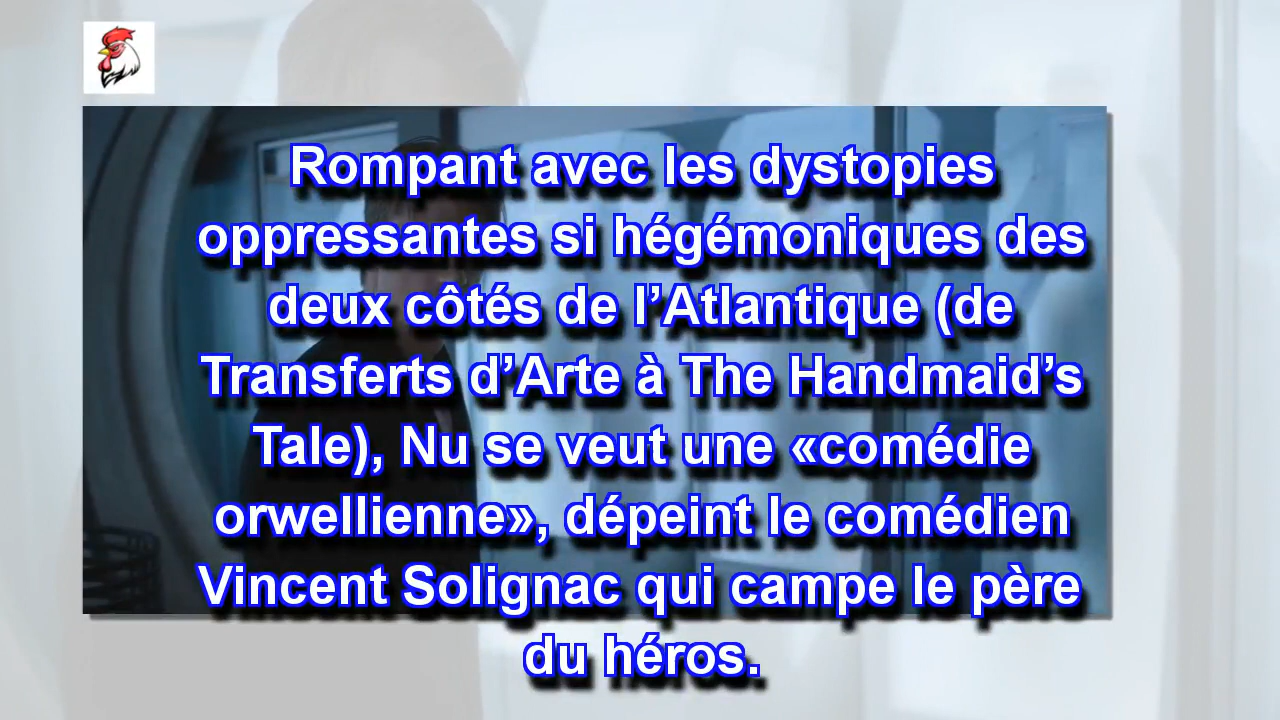 Rompant avec les dystopies
oppressantes si hégémoniques des
deux côtés de l’Atlantique (de
Transferts d’Arte à The Handmaid’s
Tale), Nu se veut une «comédie
orwellienne», dépeint le comédien
Vincent Solignac qui campe le père
du héros.